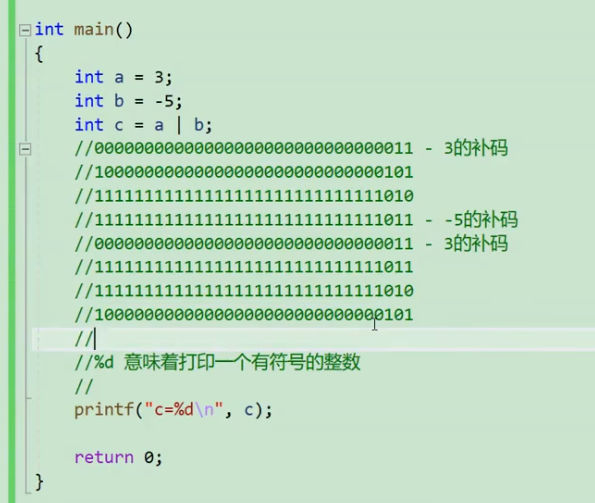 int main()
{
int a = 3;
int b = -5;
int c = a | b;
//00000000000000000000000000000011 - 3的补码
//10000000000000000000000000000101
//11111111111111111111111111111010
//11111111111111111111111111111011 - -5的补码
//00000000000000000000000000000011 - 3的补码
//11111111111111111111111111111011
//11111111111111111111111111111010
//10000000000000000000000000000101
//
//%d 意味着打印一个有符号的整数
//
printf("c=%d\n", c);
return 0;
}